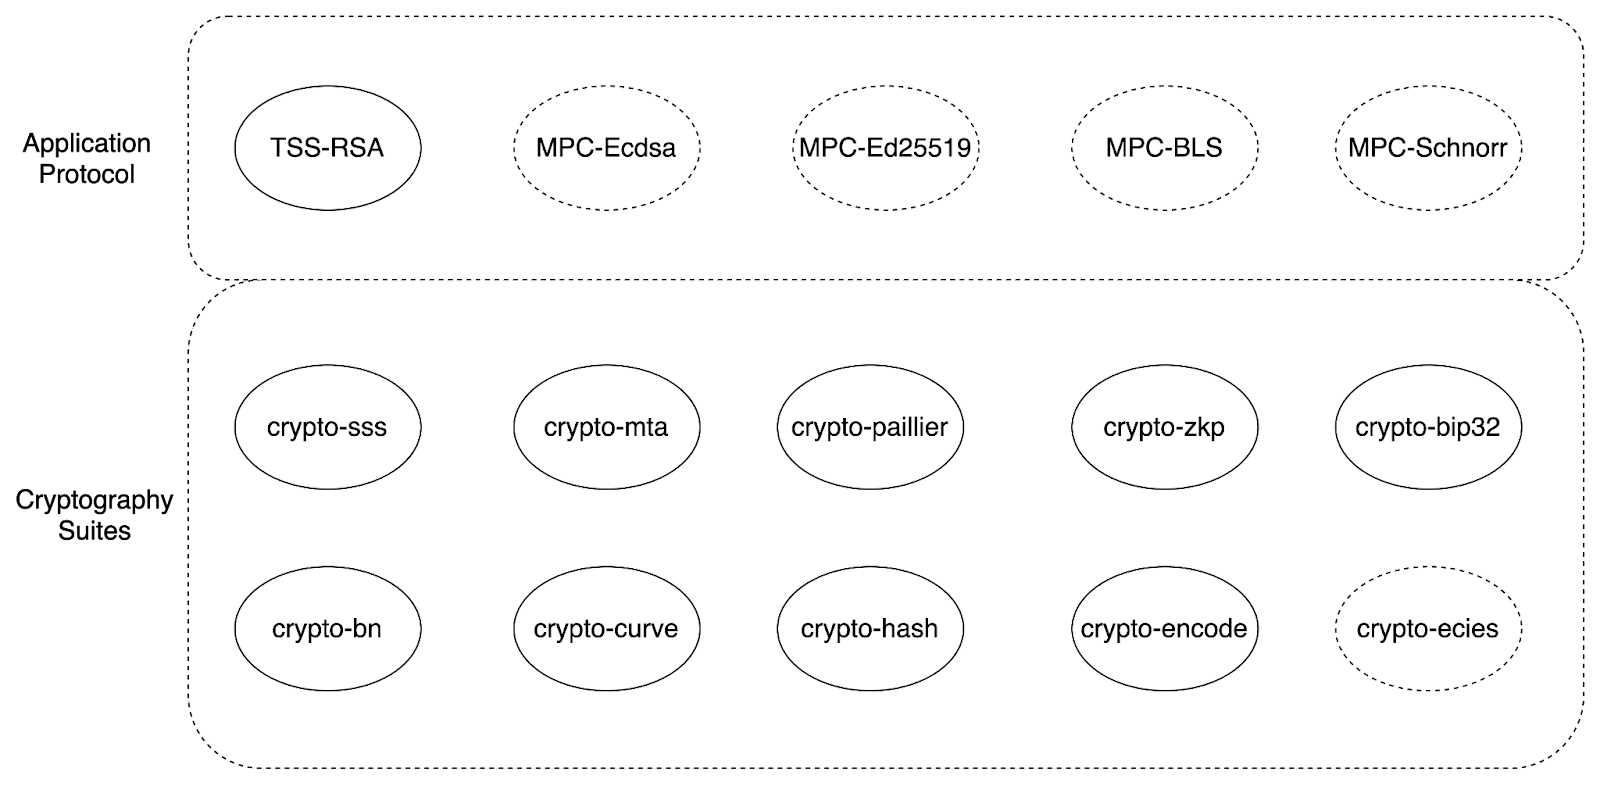 Application
Protocol
TSS-RSA
MPC-Ecdsa
MPC-Ed25519
MPC-BLS
MPC-Schnorr
Cryptography
Suites
crypto-sss
crypto-mta
crypto-paillier
crypto-zkp
crypto-bip32
crypto-bn
crypto-curve
crypto-hash
crypto-encode
crypto-ecies